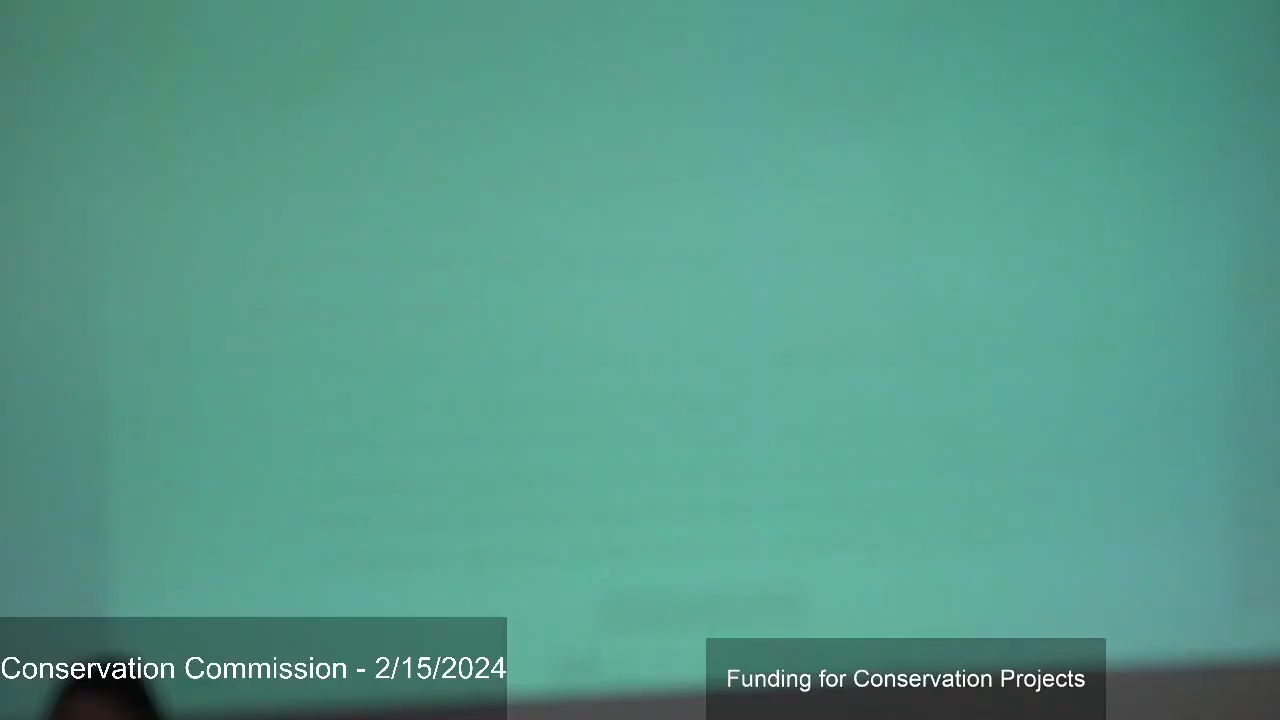 Conservation Commission - 2/15/2024
Funding for Conservation Projects